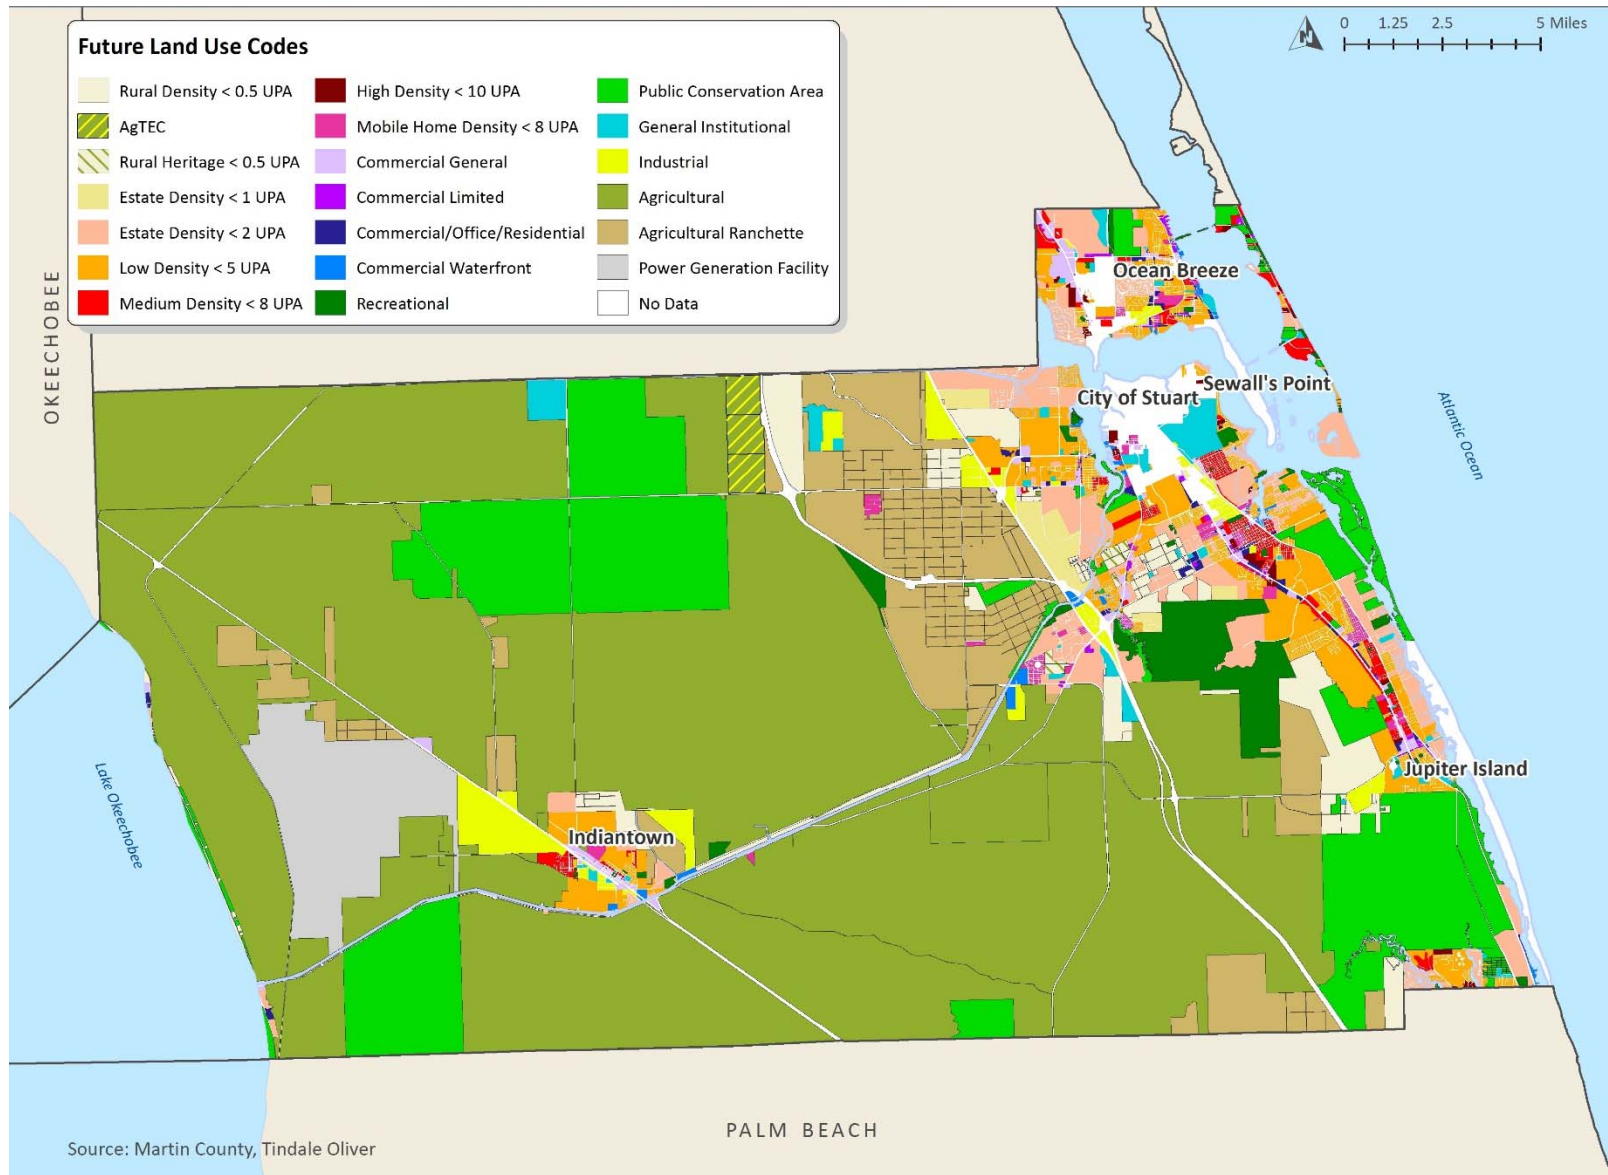 Future Land Use Codes
Rural Density < 0.5 UPA
AgTEC
Rural Heritage < 0.5 UPA
Estate Density < 1 UPA
Estate Density < 2 UPA
Low Density < 5 UPA
Medium Density < 8 UPA
High Density < 10 UPA
Mobile Home Density < 8 UPA
Commercial General
Commercial Limited
Commercial/Office/Residential
Commercial Waterfront
Recreational
Public Conservation Area
General Institutional
Industrial
Agricultural
Agricultural Ranchette
Power Generation Facility
No Data
N
0 1.25 2.5 5 Miles
OKEECHOBEE
Ocean Breeze
Sewall's Point
City of Stuart
Atlantic Ocean
Jupiter Island
Lake Okeechobee
Indiantown
PALM BEACH
Source: Martin County, Tindale Oliver